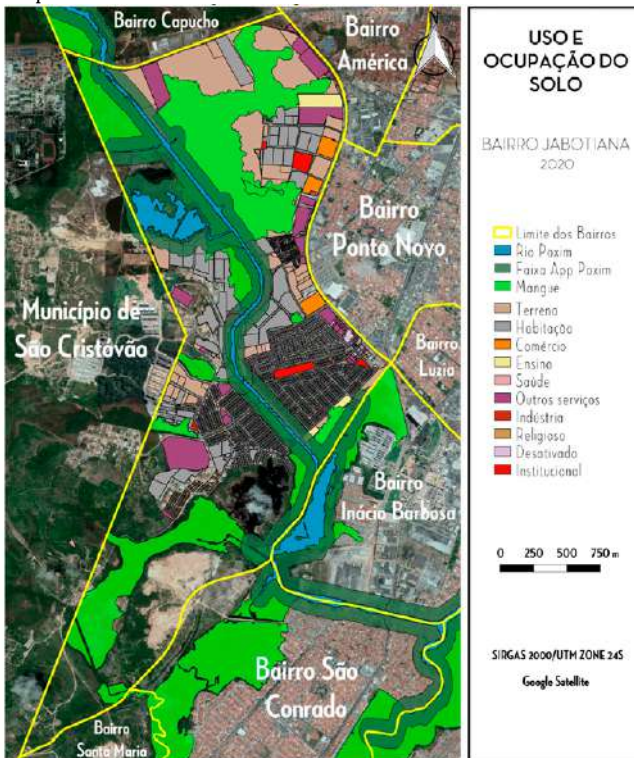 Bairro Capucho
Bairro
América
Bairro
Ponto Novo
Município de
São Cristóvão
Bairro
Luzia
Bairro
Inácio Barbosa
Bairro São
Conrado
Bairro
Santa Maria
USO E
OCUPAÇÃO DO
SOLO
BAIRRO JABOTIANA
2020
Limite dos Bairros
Rio Poxim
Faixa App Poxim
Mangue
Terreno
Habitação
Comércio
Ensino
Saúde
Outros serviços
Indústria
Religioso
Desativado
Institucional
0 250 500 750 m
SIRGAS 2000/UTM ZONE 24S
Google Satellite